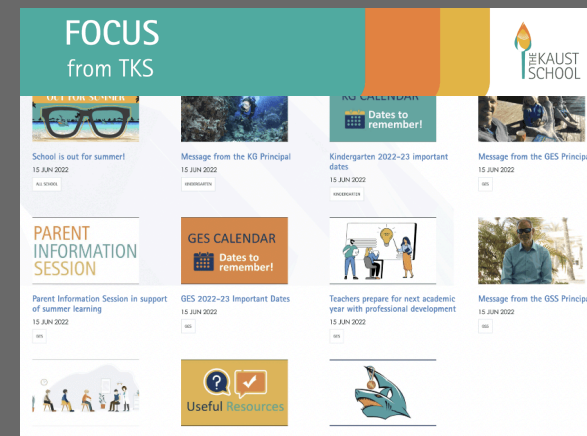 FOCUS
from TKS
THE KAUST
SCHOOL
OUT FOR SUMMER
KG CALENDAR
Dates to
remember!
School is out for summer!
15 JUN 2022
ALL SCHOOL
Message from the KG Principal
15 JUN 2022
KINDERGARTEN
Kindergarten 2022-23 important
dates
15 JUN 2022
KINDERGARTEN
Message from the GES Principa
15 JUN 2022
GES
PARENT
INFORMATION
SESSION
GES CALENDAR
Dates to
remember!
Parent Information Session in support
of summer learning
15 JUN 2022
GES
GES 2022-23 Important Dates
15 JUN 2022
GES
Teachers prepare for next academic
year with professional development
15 JUN 2022
GES
Message from the GSS Principa
15 JUN 2022
Useful Resources